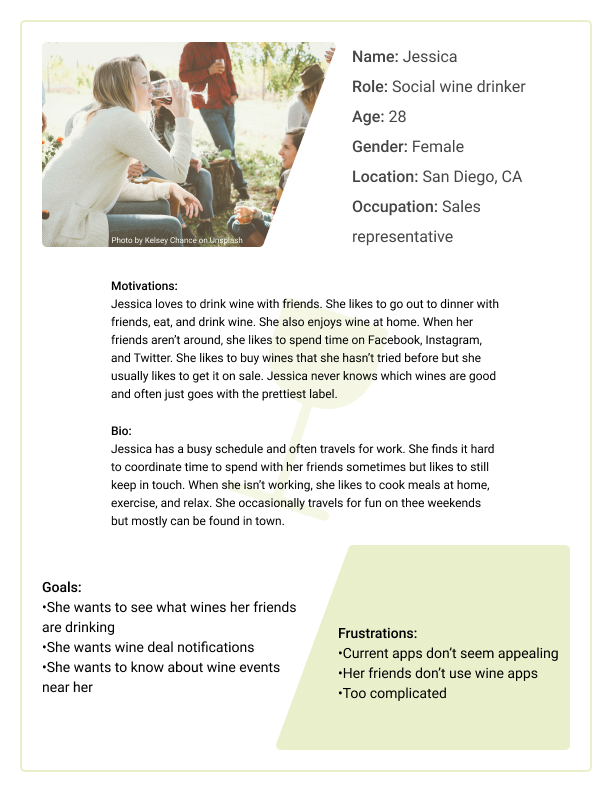 Name: Jessica
Role: Social wine drinker
Age: 28
Gender: Female
Location: San Diego, CA
Occupation: Sales
representative
Photo by Kelsey Chance on Unsplash
Motivations:
Jessica loves to drink wine with friends. She likes to go out to dinner with
friends, eat, and drink wine. She also enjoys wine at home. When her
friends aren’t around, she likes to spend time on Facebook, Instagram,
and Twitter. She likes to buy wines that she hasn’t tried before but she
usually likes to get it on sale. Jessica never knows which wines are good
and often just goes with the prettiest label.
Bio:
Jessica has a busy schedule and often travels for work. She finds it hard
to coordinate time to spend with her friends sometimes but likes to still
keep in touch. When she isn’t working, she likes to cook meals at home,
exercise, and relax. She occasionally travels for fun on thee weekends
but mostly can be found in town.
Goals:
•She wants to see what wines her friends
are drinking
•She wants wine deal notifications
•She wants to know about wine events
near her
Frustrations:
•Current apps don’t seem appealing
•Her friends don’t use wine apps
•Too complicated